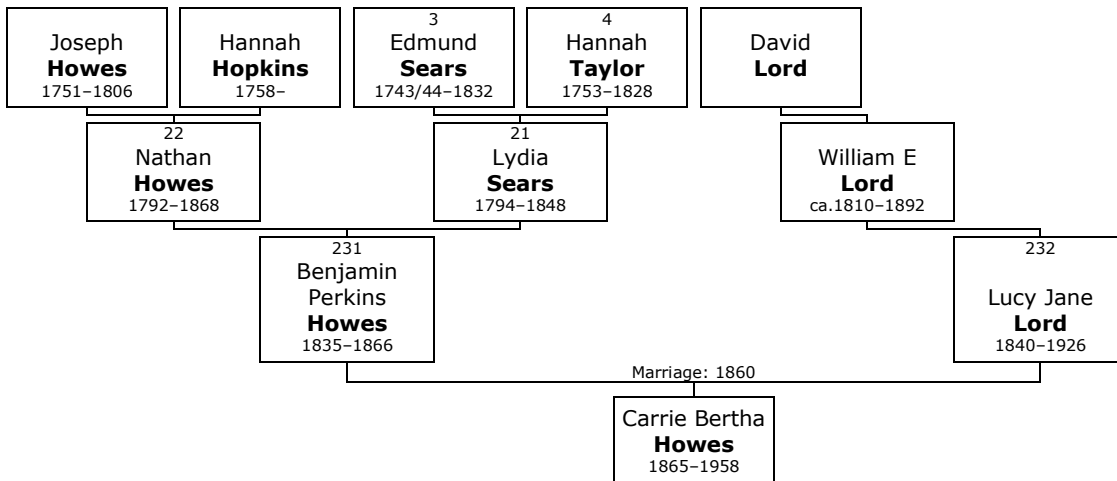 Joseph
Howes
1751–1806
Hannah
Hopkins
1758–
3
Edmund
Sears
1743/44–1832
4
Hannah
Taylor
1753–1828
David
Lord
22
Nathan
Howes
1792–1868
21
Lydia
Sears
1794–1848
William E
Lord
ca.1810–1892
231
Benjamin
Perkins
Howes
1835–1866
232
Lucy Jane
Lord
1840–1926
Marriage: 1860
Carrie Bertha
Howes
1865–1958